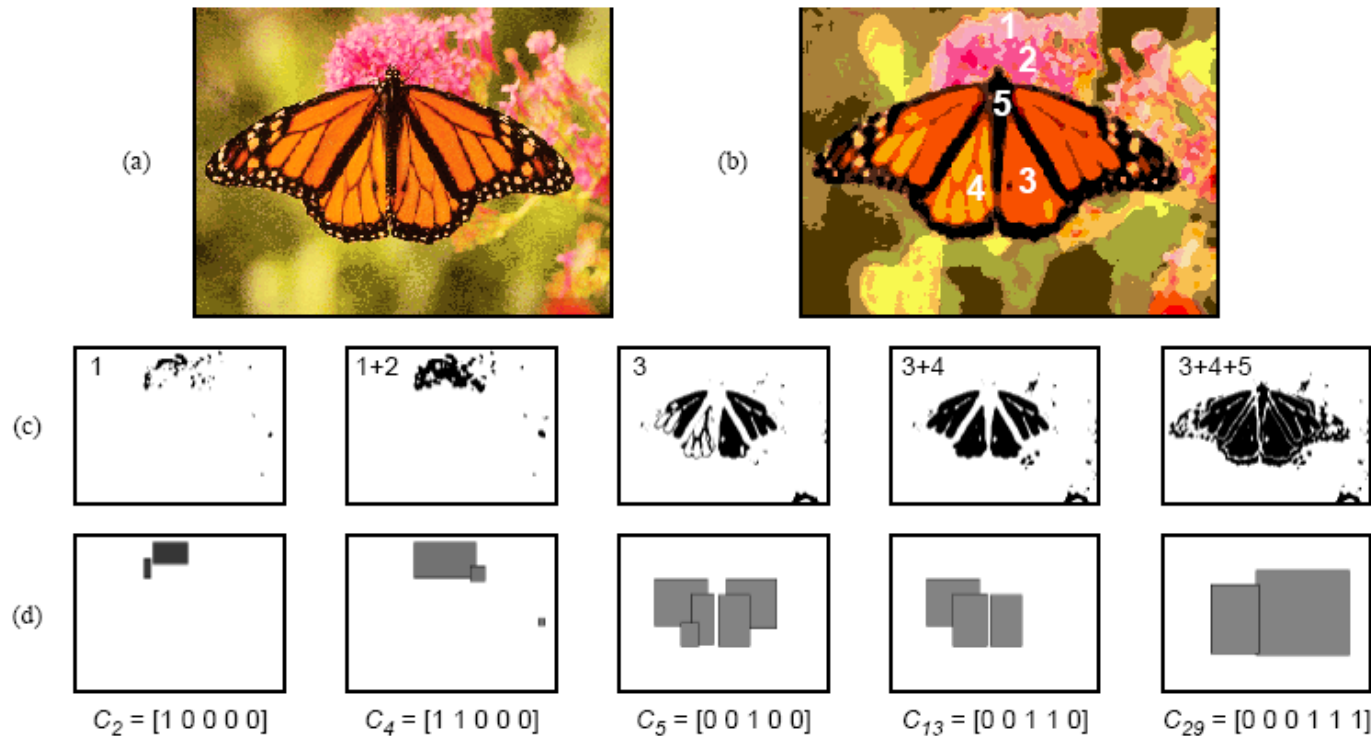 (a)
(b)
1
2
5
4
3
(c)
1
1+2
3
3+4
3+4+5
(d)
C2 = [1 0 0 0 0]
C4 = [1 1 0 0 0]
C5 = [0 0 1 0 0]
C13 = [0 0 1 1 0]
C29 = [0 0 0 1 1 1]